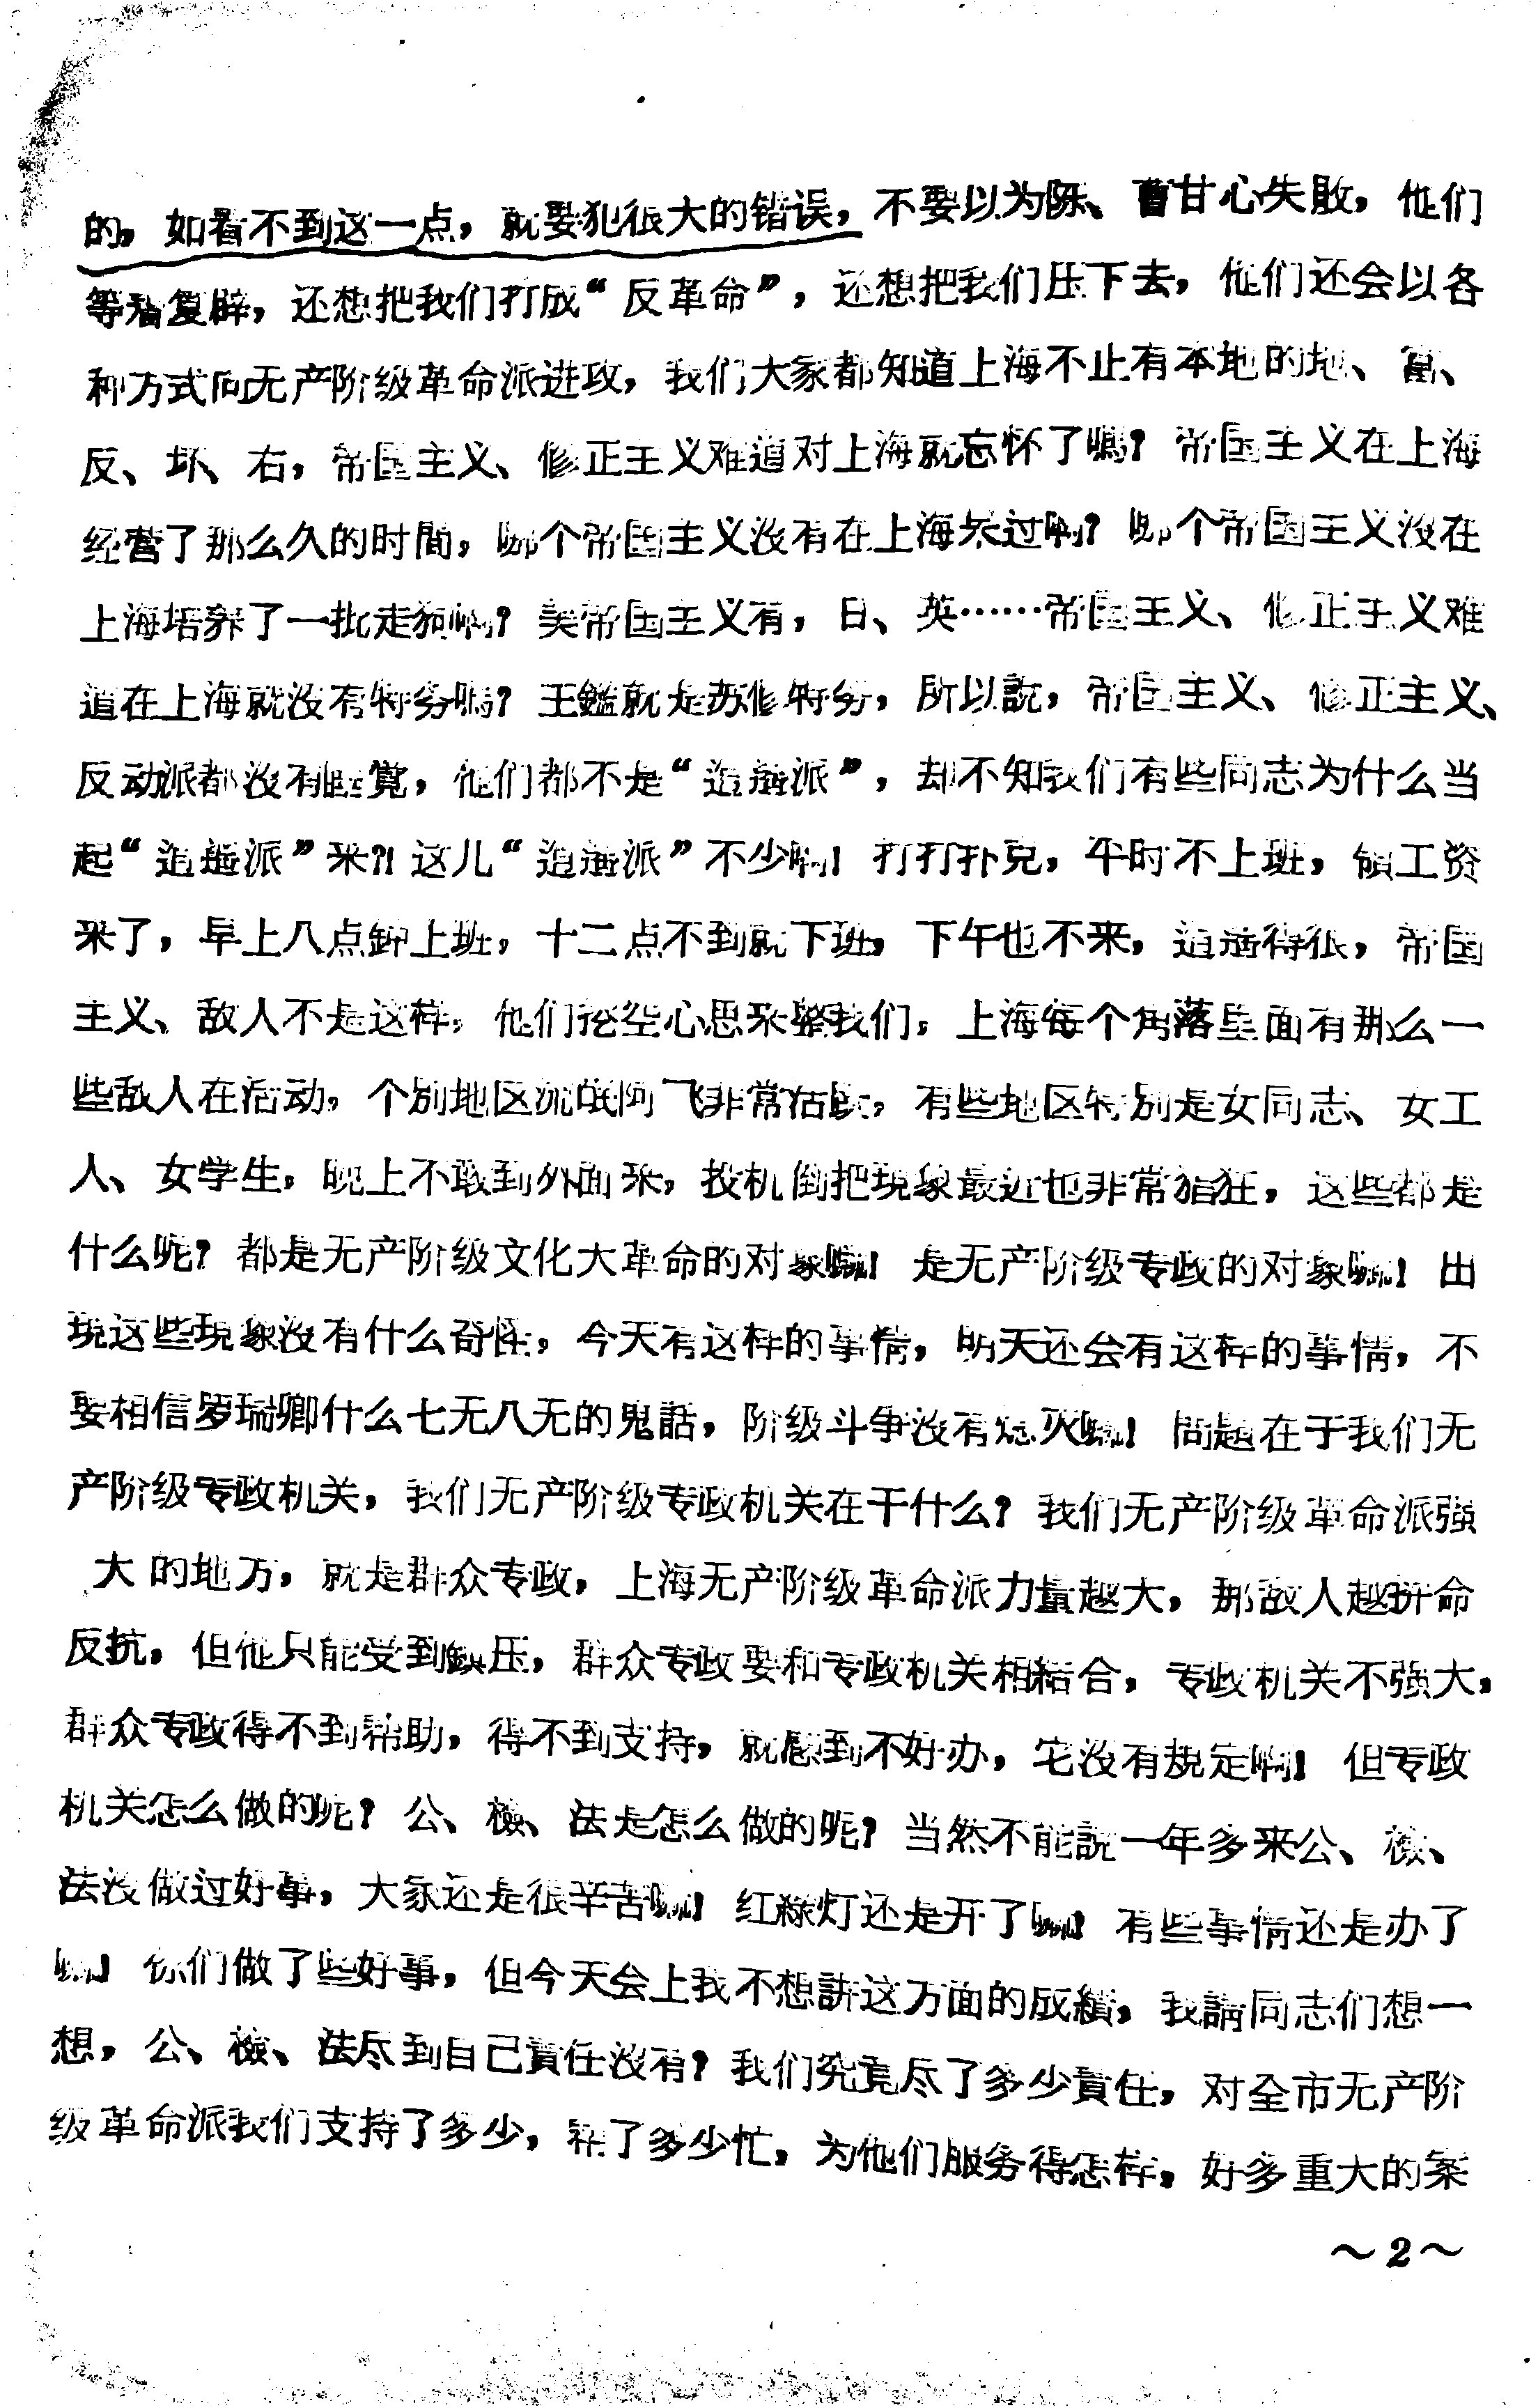 的，如看不到这一点，就要犯很大的错误，不要以为陈、曹甘心失敗，他们
等着复辟，还想把我们打成“反革命”，还想把我们压下去，他们还会以各
种方式向无产阶级革命派进攻，我们大家都知道上海不止有本地的地、富、
反、坏、右，帝国主义、修正主义难道对上海就忘怀了嗎？帝国主义在上海
经营了那么久的时間，哪个帝国主义没有在上海呆过啊？哪个帝国主义没在
上海培养了一批走狗啊？美帝国主义有，日、英……帝国主义、修正主义难
道在上海就没有特务嗎？王鑑就是苏修特务，所以說，帝国主义、修正主义、
反动派都没有睡覚，他们都不是“逍遥派”，却不知我们有些同志为什么当
起“逍遥派”来?!这儿“逍遥派”不少啊！打打扑克，平时不上班，領工资
来了，早上八点鈡上班，十二点不到就下班，下午也不来，逍遥得很，帝国
主义、敌人不是这样，他们挖空心思来整我们，上海每个角落里面有那么一
些敌人在活动，个别地区流氓阿飞非常活跃，有些地区特别是女同志、女工
人、女学生，晚上不敢到外面来，投机倒把现象最近也非常猖狂，这些都是
什么呢？都是无产阶级文化大革命的对象嘛！是无产阶级专政的对象嘛！出
现这些现象没有什么奇怪，今天有这样的事情，明天还会有这样的事情，不
要相信罗瑞卿什么七无八无的鬼話，阶级斗争没有熄灭嘛！問題在于我们无
产阶级专政机关，我们无产阶级专政机关在干什么？我们无产阶级革命派强
大的地方，就是群众专政，上海无产阶级革命派力量越大，那敌人越拼命
反抗，但他只能受到鎮压，群众专政要和专政机关相結合，专政机关不强大，
群众专政得不到帮助，得不到支持，就感到不好办，它没有規定啊！但专政
机关怎么做的呢？公、檢、法是怎么做的呢？当然不能說一年多来公、檢、
法没做过好事，大家还是很辛苦嘛！红綠灯还是开了嘛！有些事情还是办了
嘛！你们做了些好事，但今天会上我不想講这方面的成績，我請同志们想一
想，公、檢、法尽到自己責任没有？我们究竟尽了多少責任，对全市无产阶
级革命派我们支持了多少，帮了多少忙，为他们服务得怎样，好多重大的案
～2～